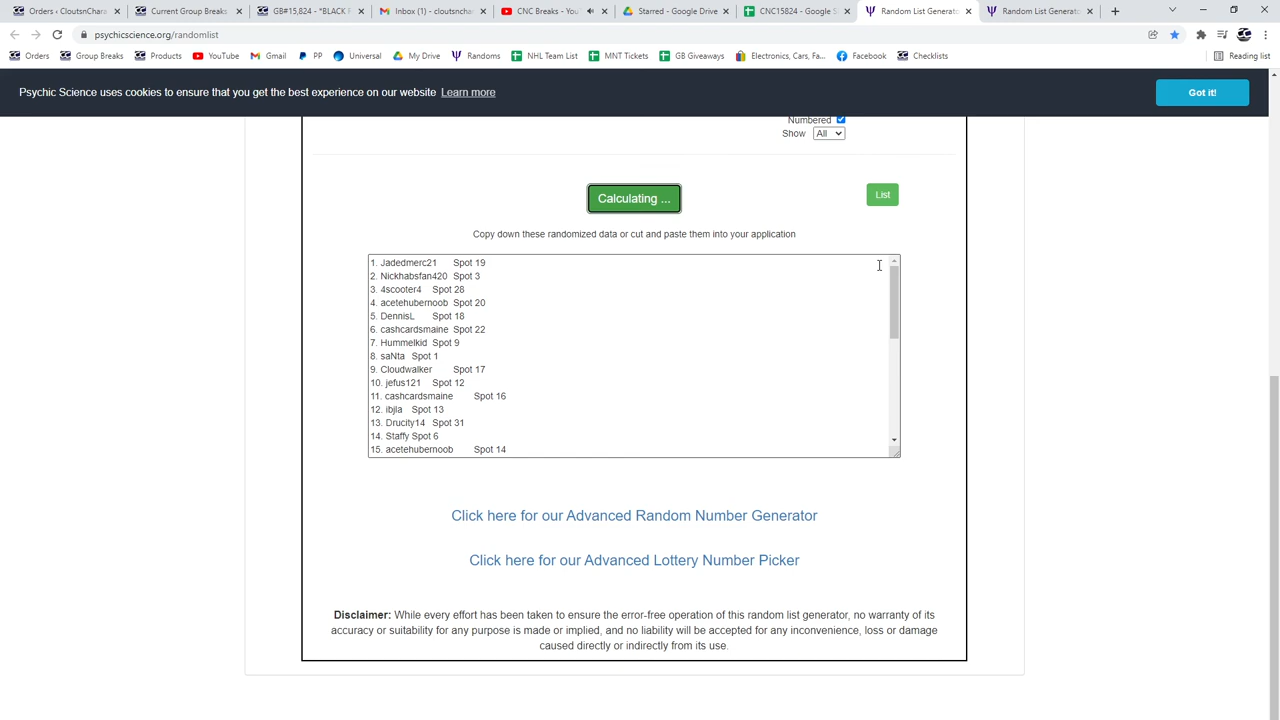 Orders ‹ CloutsnChara
Current Group Breaks
GB#15,824 - *BLACK F
Inbox (1) - cloutsnchar
CNC Breaks - You
Starred - Google Drive
CNC15824 - Google S
Random List Generato
Random List Generato
psychicscience.org/randomlist
Orders
Group Breaks
Products
YouTube
Gmail
PP
Universal
My Drive
Randoms
NHL Team List
MNT Tickets
GB Giveaways
Electronics, Cars, Fa...
Facebook
Checklists
Reading list
Psychic Science uses cookies to ensure that you get the best experience on our website Learn more
Got it!
Numbered
Show All
Calculating ...
List
Copy down these randomized data or cut and paste them into your application
1. Jadedmerc21 Spot 19
2. Nickhabsfan420 Spot 3
3. 4scooter4 Spot 28
4. acetehubernoob Spot 20
5. DennisL Spot 18
6. cashcardsmaine Spot 22
7. Hummelkid Spot 9
8. saNta Spot 1
9. Cloudwalker Spot 17
10. jefus121 Spot 12
11. cashcardsmaine Spot 16
12. ibjla Spot 13
13. Drucity14 Spot 31
14. Staffy Spot 6
15. acetehubernoob Spot 14
Click here for our Advanced Random Number Generator
Click here for our Advanced Lottery Number Picker
Disclaimer: While every effort has been taken to ensure the error-free operation of this random list generator, no warranty of its
accuracy or suitability for any purpose is made or implied, and no liability will be accepted for any inconvenience, loss or damage
caused directly or indirectly from its use.